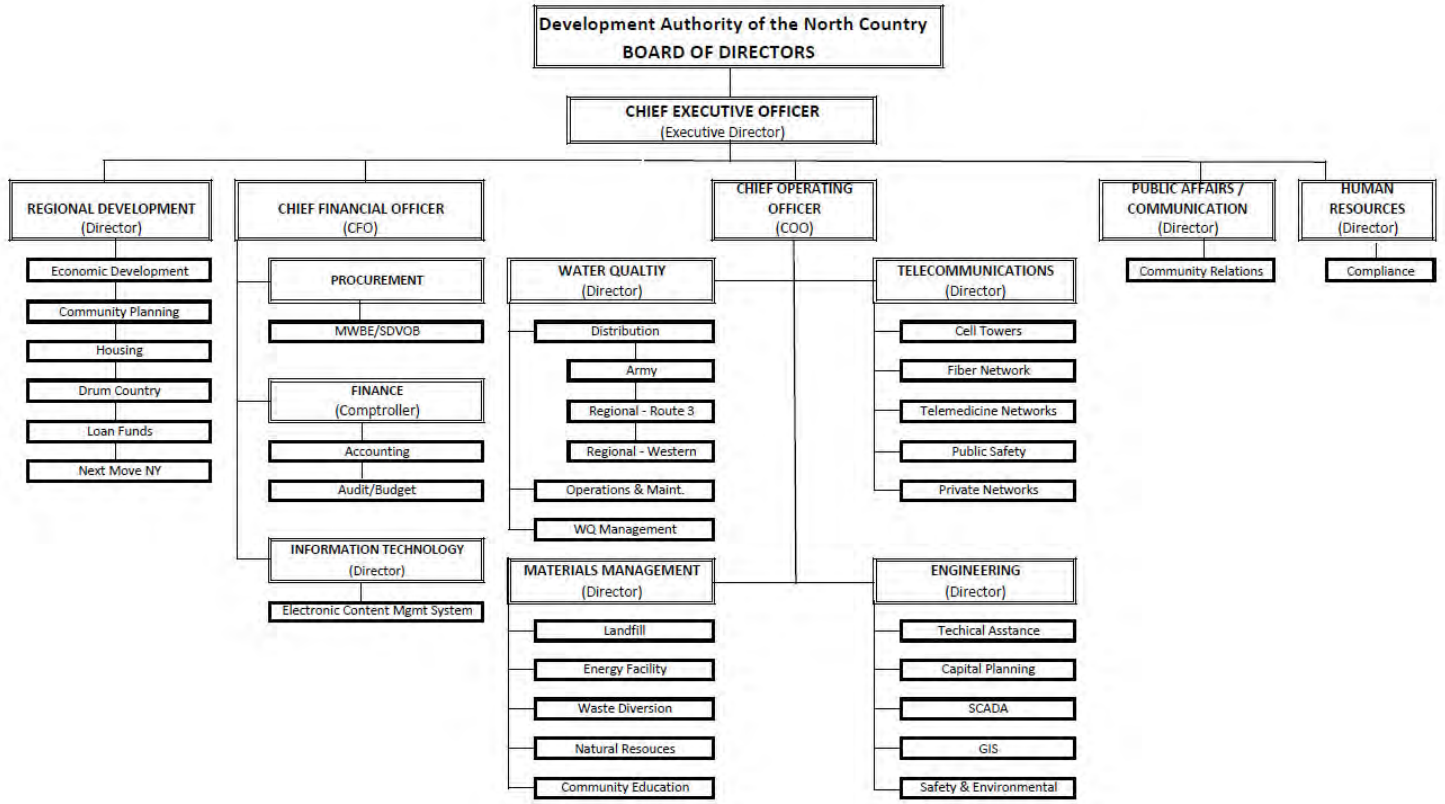 Development Authority of the North Country
BOARD OF DIRECTORS
CHIEF EXECUTIVE OFFICER
(Executive Director)
REGIONAL DEVELOPMENT
(Director)
Economic Development
Community Planning
Housing
Drum Country
Loan Funds
Next Move NY
CHIEF FINANCIAL OFFICER
(CFO)
PROCUREMENT
MWBE/SDVOB
FINANCE
(Comptroller)
Accounting
Audit/Budget
INFORMATION TECHNOLOGY
(Director)
Electronic Content Mgmt System
CHIEF OPERATING
OFFICER
(COO)
WATER QUALTIY
(Director)
Distribution
Army
Regional - Route 3
Regional - Western
Operations & Maint.
WQ Management
TELECOMMUNICATIONS
(Director)
Cell Towers
Fiber Network
Telemedicine Networks
Public Safety
Private Networks
MATERIALS MANAGEMENT
(Director)
Landfill
Energy Facility
Waste Diversion
Natural Resouces
Community Education
ENGINEERING
(Director)
Techical Asstance
Capital Planning
SCADA
GIS
Safety & Environmental
PUBLIC AFFAIRS /
COMMUNICATION
(Director)
Community Relations
HUMAN
RESOURCES
(Director)
Compliance